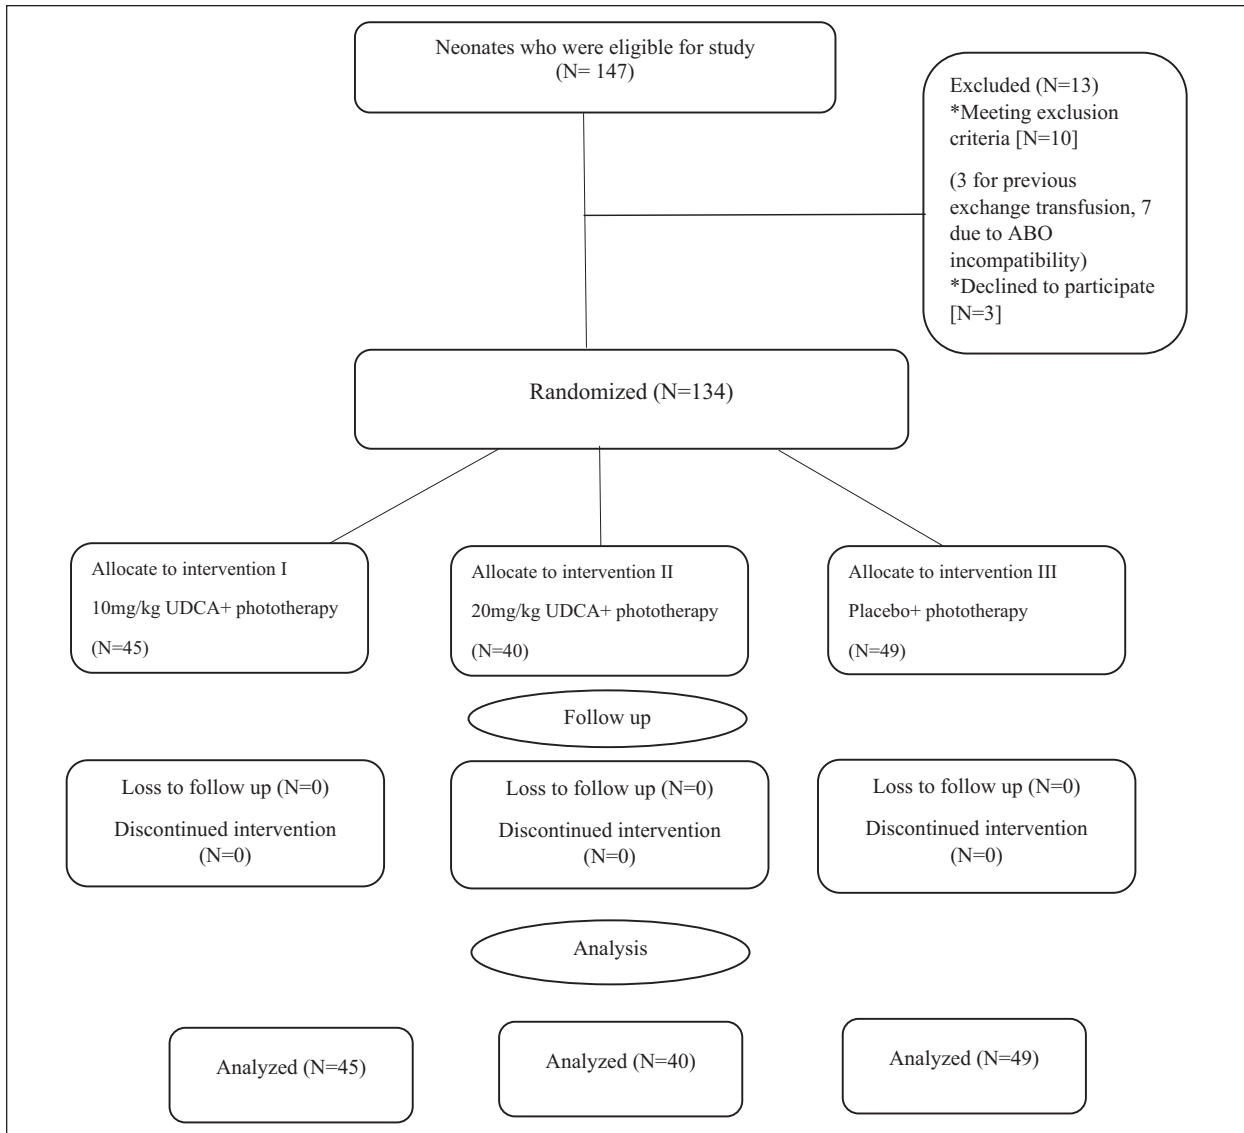 Neonates who were eligible for study
(N= 147)
Excluded (N=13)
*Meeting exclusion
criteria [N=10]
(3 for previous
exchange transfusion, 7
due to ABO
incompatibility)
*Declined to participate
[N=3]
Randomized (N=134)
Allocate to intervention I
10mg/kg UDCA+ phototherapy
(N=45)
Allocate to intervention II
20mg/kg UDCA+ phototherapy
(N=40)
Allocate to intervention III
Placebo+ phototherapy
(N=49)
Follow up
Loss to follow up (N=0)
Discontinued intervention
(N=0)
Loss to follow up (N=0)
Discontinued intervention
(N=0)
Loss to follow up (N=0)
Discontinued intervention
(N=0)
Analysis
Analyzed (N=45)
Analyzed (N=40)
Analyzed (N=49)